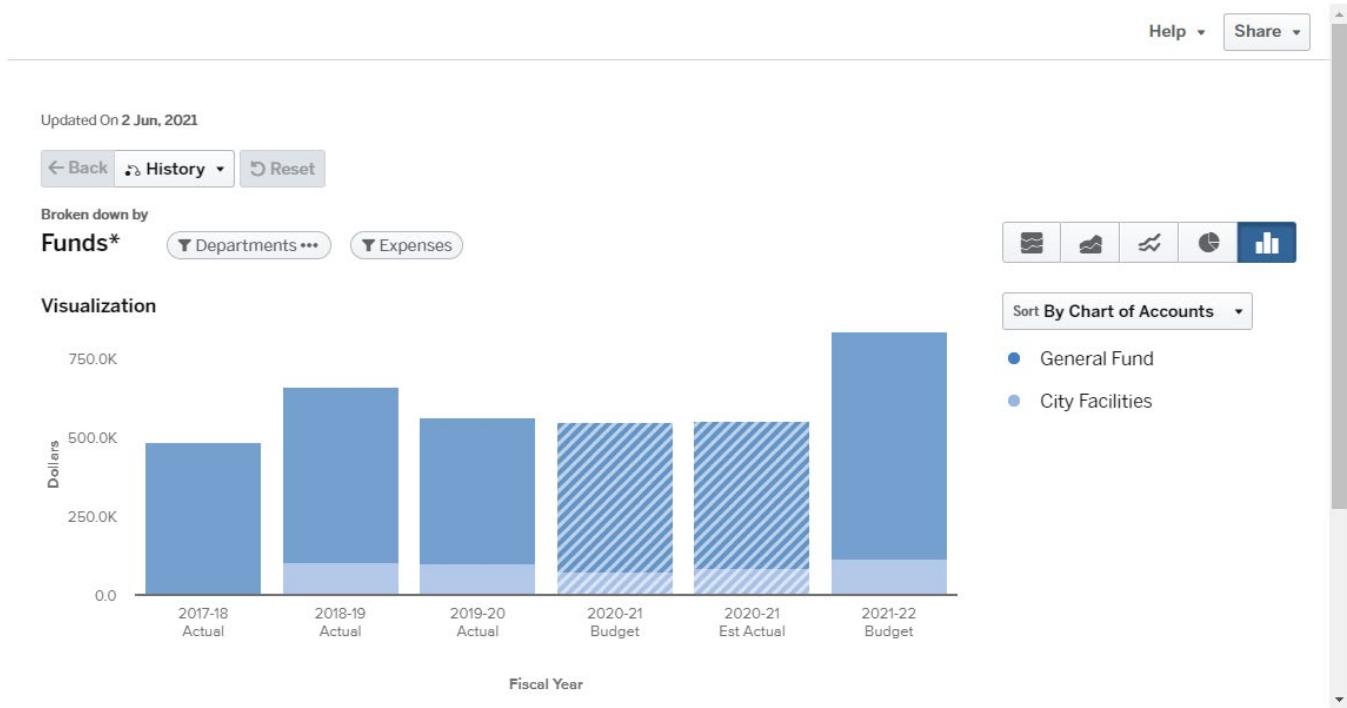 Help
Share
Updated On 2 Jun, 2021
Back
History
Reset
Broken down by
Funds*
Departments •••
Expenses
Visualization
Sort By Chart of Accounts
General Fund
City Facilities
Dollars
750.0K
500.0K
250.0K
0.0
2017-18 Actual
2018-19 Actual
2019-20 Actual
2020-21 Budget
2020-21 Est Actual
2021-22 Budget
Fiscal Year